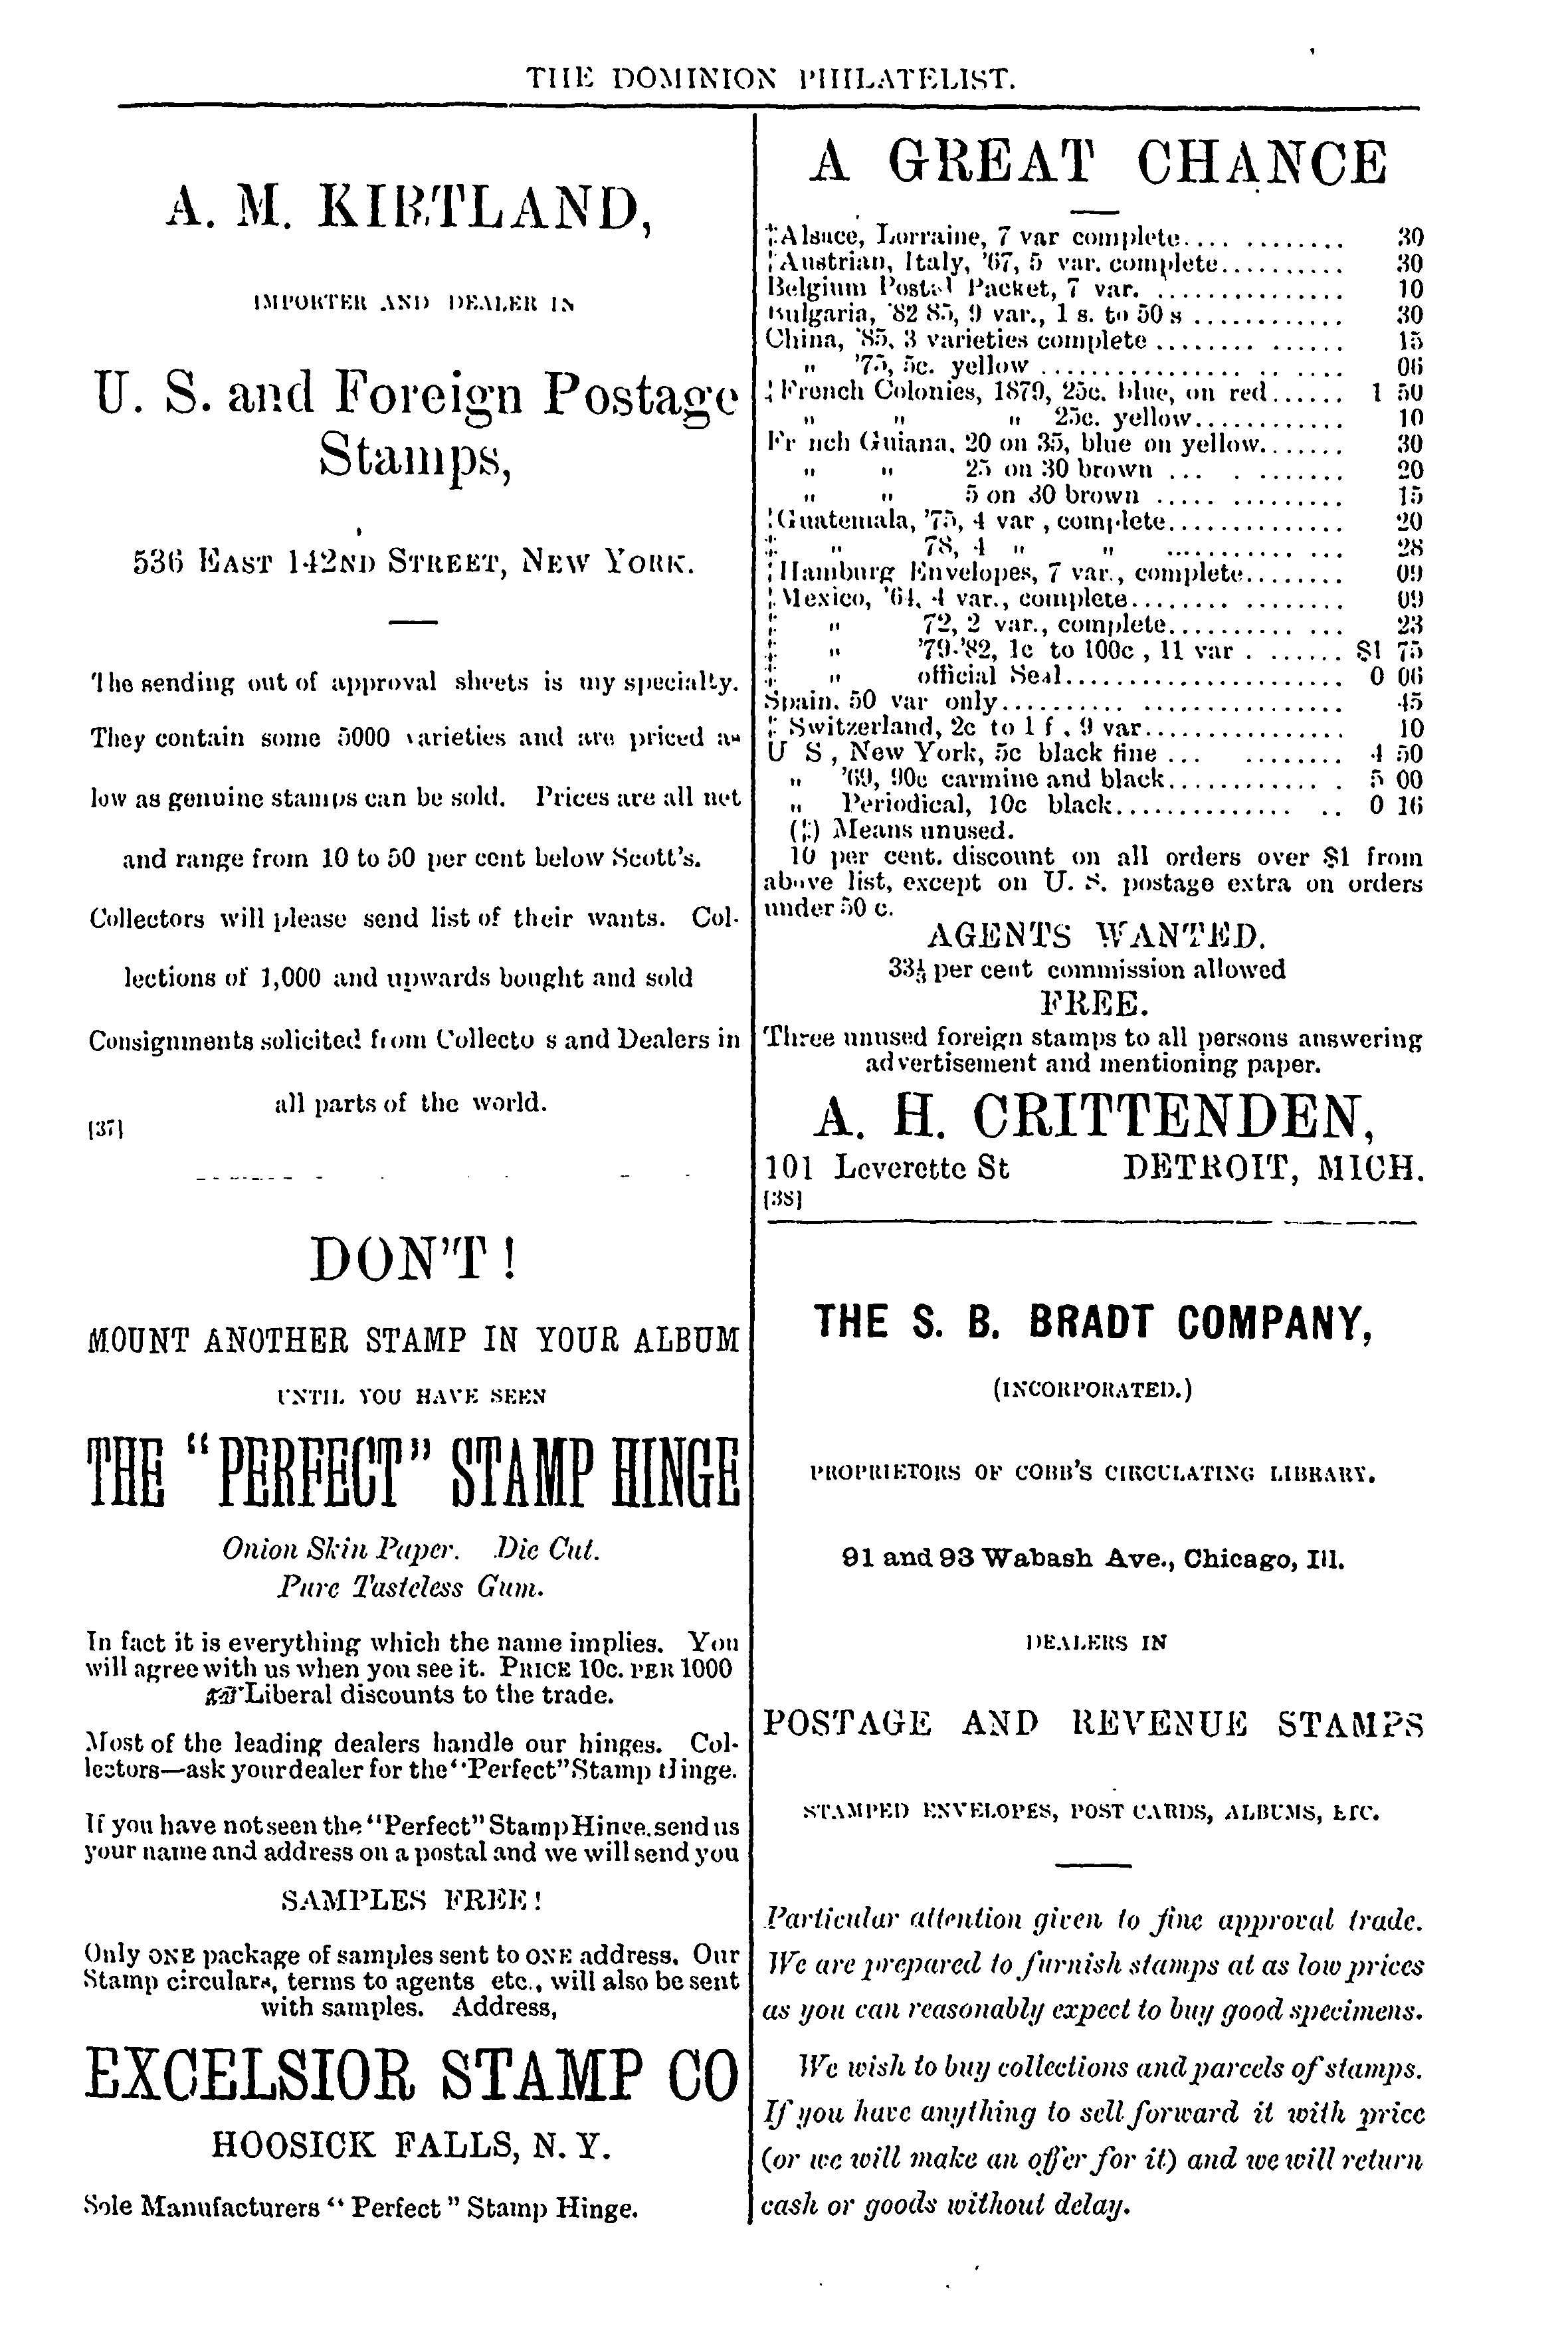 THE DOMINION PHILATELIST.
A. M. KIRTLAND,
IMPORTER AND DEALER IN
U. S. and Foreign Postage
Stamps,
536 EAST 142ND STREET, NEW YORK.
The sending out of approval sheets is my specialty.
They contain some 5000 varieties and are priced as
low as genuine stamps can be sold. Prices are all net
and range from 10 to 50 per cent below Scott's.
Collectors will please send list of their wants. Col-
lections of 1,000 and upwards bought and sold
Consignments solicited from Collecto s and Dealers in
all parts of the world.
[37]
DON'T!
MOUNT ANOTHER STAMP IN YOUR ALBUM
UNTIL YOU HAVE SEEN
THE "PERFECT" STAMP HINGE
Onion Skin Paper. Die Cut.
Pure Tasteless Gum.
In fact it is everything which the name implies. You
will agree with us when you see it. PRICE 10c. PER 1000
☞Liberal discounts to the trade.
Most of the leading dealers handle our hinges. Col-
lectors—ask your dealer for the "Perfect" Stamp Hinge.
If you have not seen the "Perfect" Stamp Hinge, send us
your name and address on a postal and we will send you
SAMPLES FREE!
Only ONE package of samples sent to ONE address. Our
Stamp circulars, terms to agents etc., will also be sent
with samples. Address,
EXCELSIOR STAMP CO
HOOSICK FALLS, N. Y.
Sole Manufacturers "Perfect" Stamp Hinge.
A GREAT CHANCE
‡Alsace, Lorraine, 7 var complete.... ........ 30
‡Austrian, Italy, '67, 5 var. complete.......... 30
Belgium Postal Packet, 7 var. ............... 10
Bulgaria, '82 85, 9 var., 1 s. to 50 s ............ 30
China, '85, 3 varieties complete ........ ...... 15
" '75, 5c. yellow ................ .. .... 06
‡French Colonies, 1879, 25c. blue, on red...... 1 50
" " " 25c. yellow............ 10
Fr nch Guiana, 20 on 35, blue on yellow....... 30
" " 25 on 30 brown ... . ....... 20
" " 5 on 30 brown ..... ......... 15
‡Guatemala, '75, 4 var , complete.............. 20
‡ " 78, 4 " " ........... ... 28
‡Hamburg Envelopes, 7 var., complete........ 09
‡Mexico, '64, 4 var., complete........ ........ 09
‡ " 72, 2 var., complete.......... ... 23
‡ " '79-'82, 1c to 100c , 11 var . ...... $1 75
‡ " official Seal...................... 0 06
Spain. 50 var only.......... ................ 45
‡ Switzerland, 2c to 1 f . 9 var................ 10
U S , New York, 5c black fine ... ........ 4 50
" '69, 90c carmine and black............. . 5 00
" Periodical, 10c black.............. .. 0 16
(‡) Means unused.
10 per cent. discount on all orders over $1 from
above list, except on U. S. postage extra on orders
under 50 c.
AGENTS WANTED.
33⅓ per cent commission allowed
FREE.
Three unused foreign stamps to all persons answering
advertisement and mentioning paper.
A. H. CRITTENDEN,
101 Leverette St DETROIT, MICH.
[38]
THE S. B. BRADT COMPANY,
(INCORPORATED.)
PROPRIETORS OF COBB'S CIRCULATING LIBRARY.
91 and 93 Wabash Ave., Chicago, Ill.
DEALERS IN
POSTAGE AND REVENUE STAMPS
STAMPED ENVELOPES, POST CARDS, ALBUMS, ETC.
Particular attention given to fine approval trade.
We are prepared to furnish stamps at as low prices
as you can reasonably expect to buy good specimens.
We wish to buy collections and parcels of stamps.
If you have anything to sell forward it with price
(or we will make an offer for it) and we will return
cash or goods without delay.